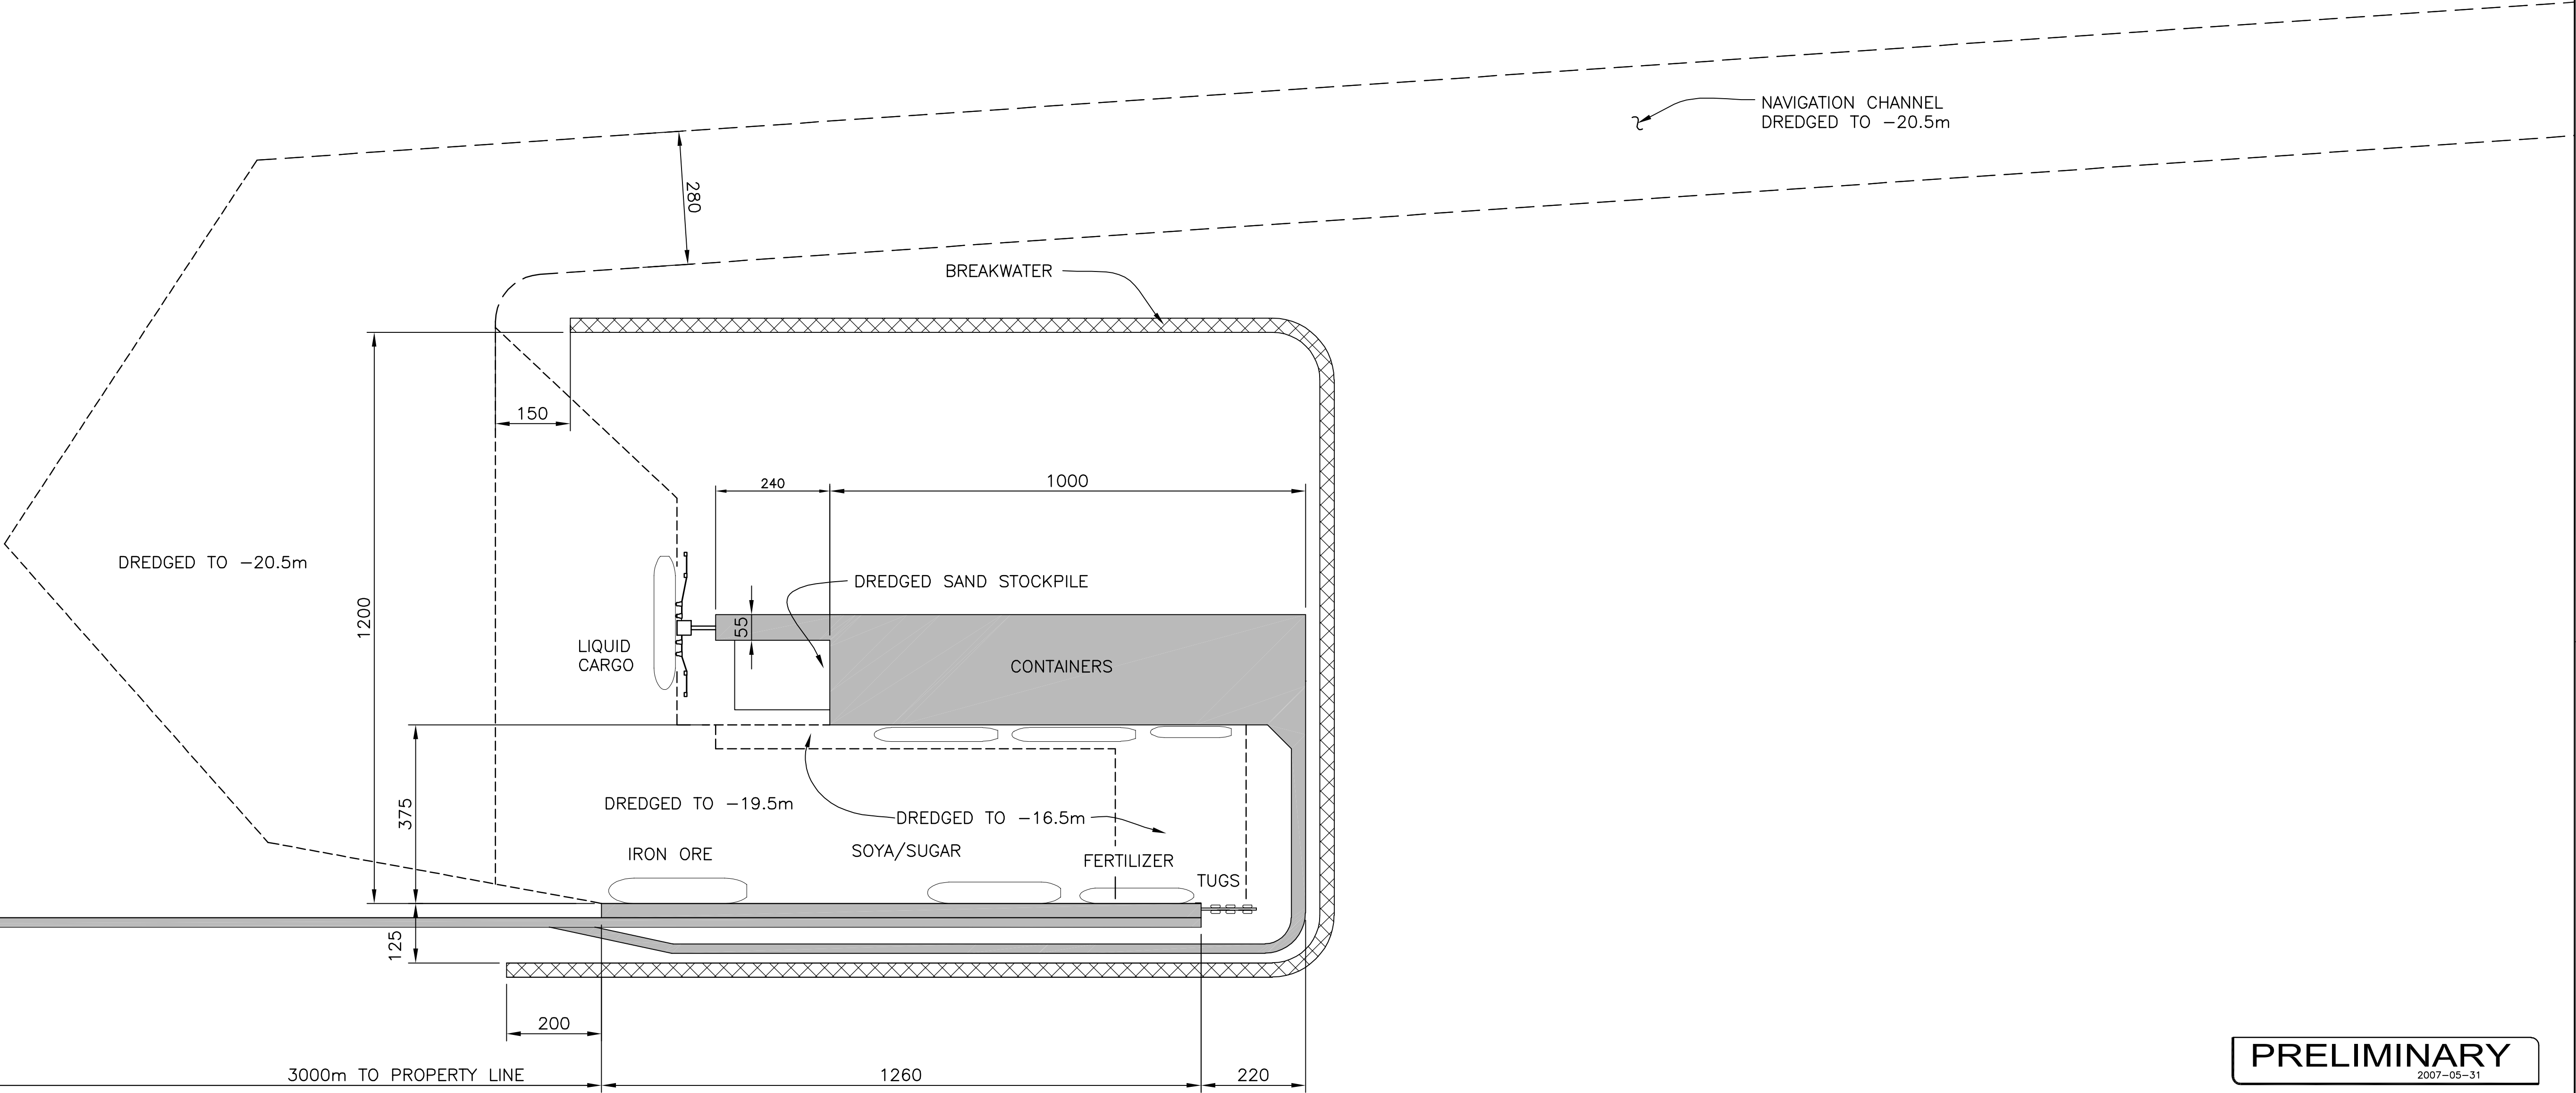 NAVIGATION CHANNEL
DREDGED TO -20.5m
280
BREAKWATER
150
240
1000
DREDGED TO -20.5m
DREDGED SAND STOCKPILE
1200
55
LIQUID
CARGO
CONTAINERS
375
DREDGED TO -19.5m
DREDGED TO -16.5m
IRON ORE
SOYA/SUGAR
FERTILIZER
TUGS
125
200
3000m TO PROPERTY LINE
1260
220
PRELIMINARY
2007-05-31